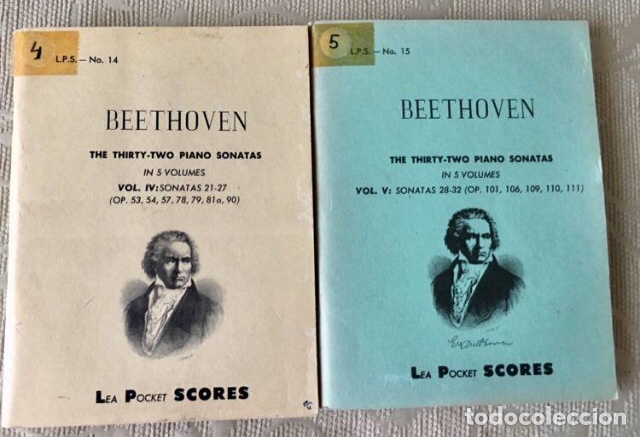 4
L.P.S. — No. 14
BEETHOVEN
THE THIRTY-TWO PIANO SONATAS
IN 5 VOLUMES
VOL. IV: SONATAS 21-27
(OP. 53, 54, 57, 78, 79, 81a, 90)
LEA POCKET SCORES
5
L.P.S. — No. 15
BEETHOVEN
THE THIRTY-TWO PIANO SONATAS
IN 5 VOLUMES
VOL. V: SONATAS 28-32 (OP. 101, 106, 109, 110, 111)
LEA POCKET SCORES
todocoleccion.net